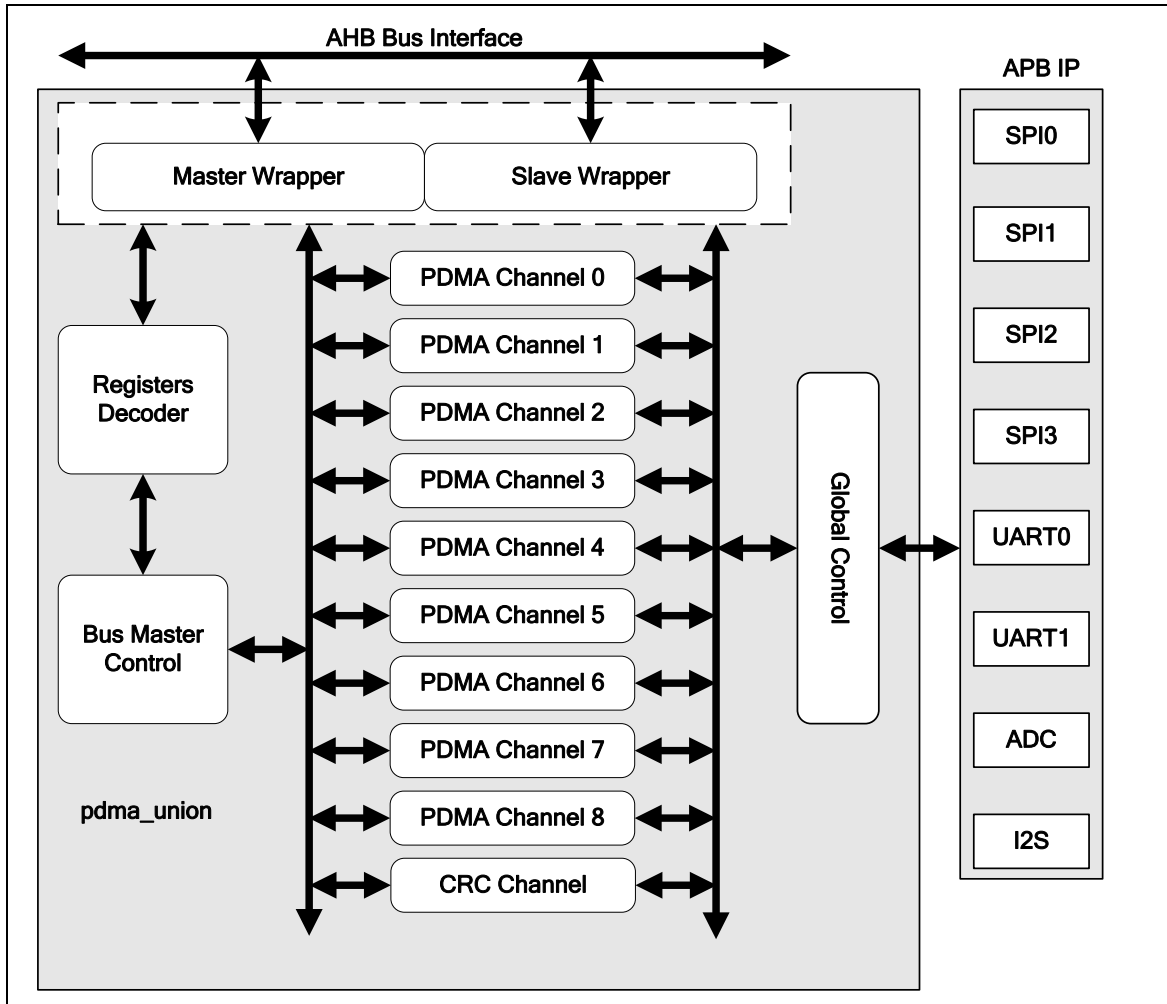 AHB Bus Interface
APB IP
Master Wrapper
Slave Wrapper
PDMA Channel 0
PDMA Channel 1
PDMA Channel 2
PDMA Channel 3
PDMA Channel 4
PDMA Channel 5
PDMA Channel 6
PDMA Channel 7
PDMA Channel 8
CRC Channel
Registers
Decoder
Bus Master
Control
pdma_union
Global Control
SPI0
SPI1
SPI2
SPI3
UART0
UART1
ADC
I2S